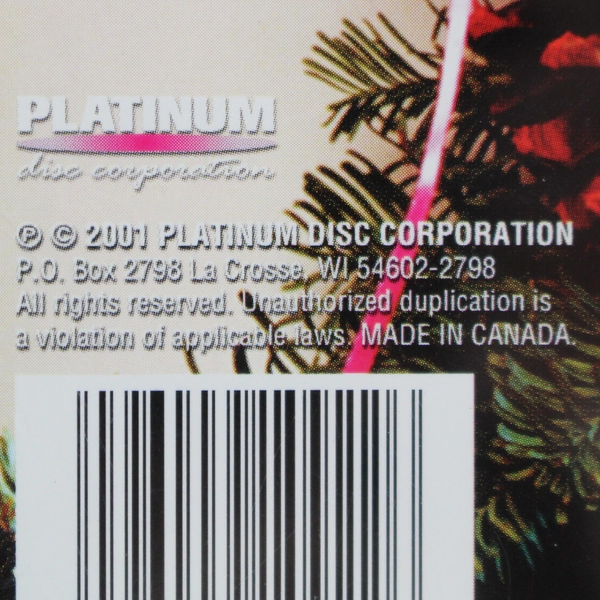 PLATINUM
disc corporation
℗ © 2001 PLATINUM DISC CORPORATION
P.O. Box 2798 La Crosse, WI 54602-2798
All rights reserved. Unauthorized duplication is
a violation of applicable laws. MADE IN CANADA.